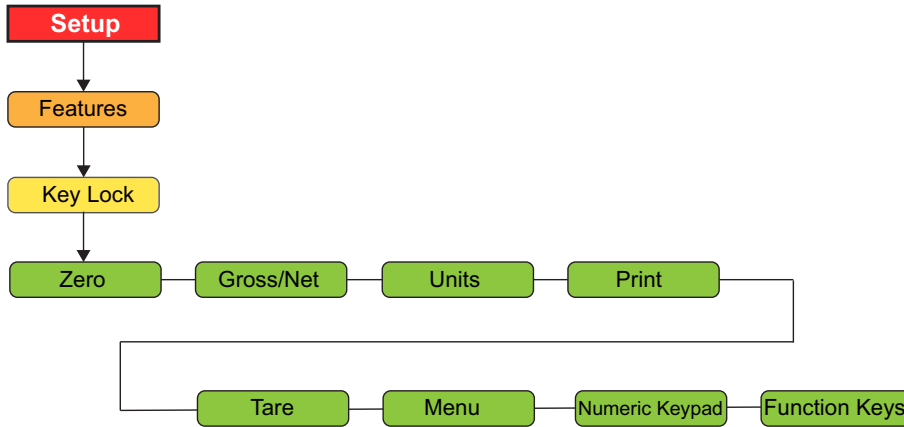 Setup
Features
Key Lock
Zero
Gross/Net
Units
Print
Tare
Menu
Numeric Keypad
Function Keys